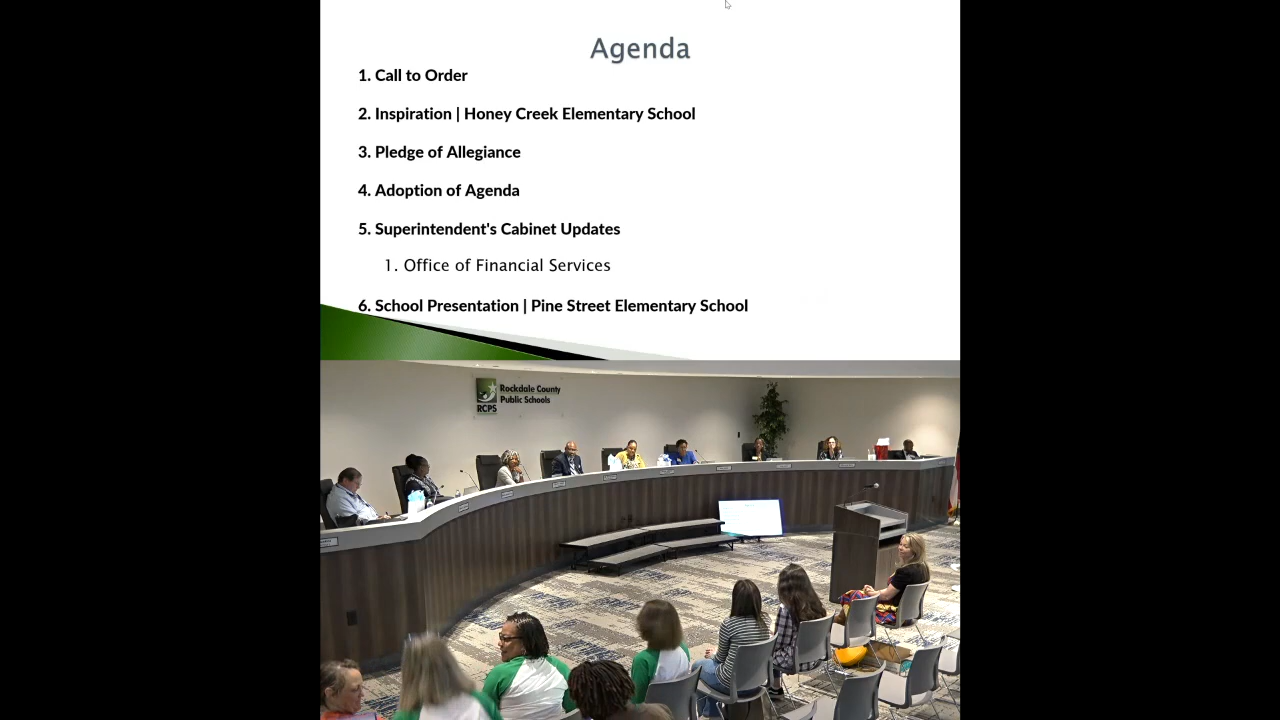 Agenda
1. Call to Order
2. Inspiration | Honey Creek Elementary School
3. Pledge of Allegiance
4. Adoption of Agenda
5. Superintendent's Cabinet Updates
1. Office of Financial Services
6. School Presentation | Pine Street Elementary School
Rockdale County
Public Schools
RCPS